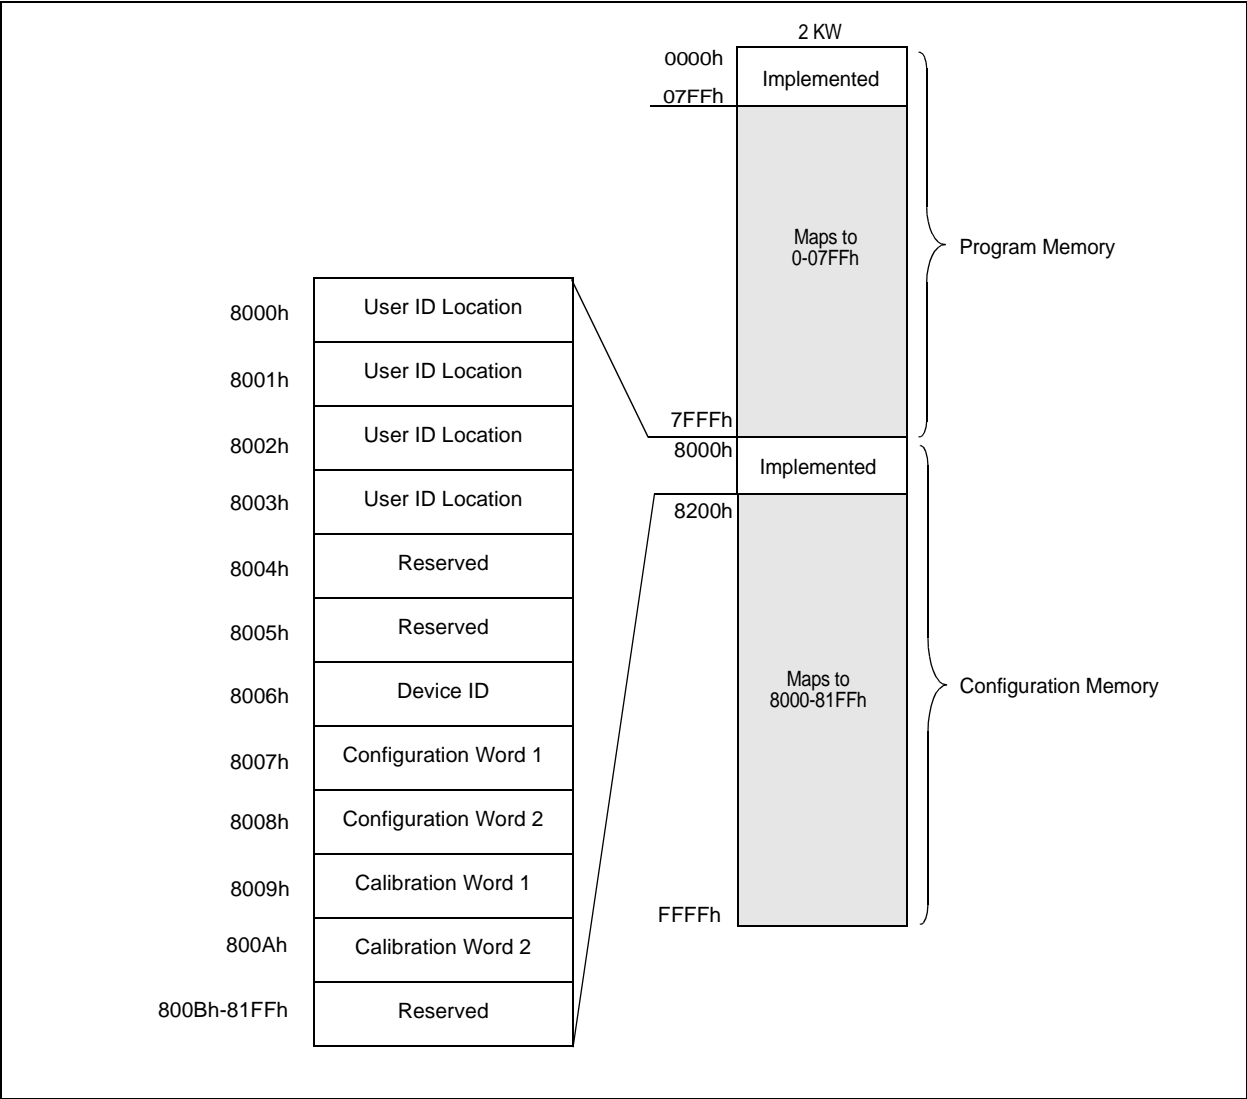 2 KW
0000h
Implemented
07FFh
Maps to
0-07FFh
Program Memory
7FFFh
8000h
Implemented
8200h
Maps to
8000-81FFh
Configuration Memory
FFFFh
8000h
User ID Location
8001h
User ID Location
8002h
User ID Location
8003h
User ID Location
8004h
Reserved
8005h
Reserved
8006h
Device ID
8007h
Configuration Word 1
8008h
Configuration Word 2
8009h
Calibration Word 1
800Ah
Calibration Word 2
800Bh-81FFh
Reserved